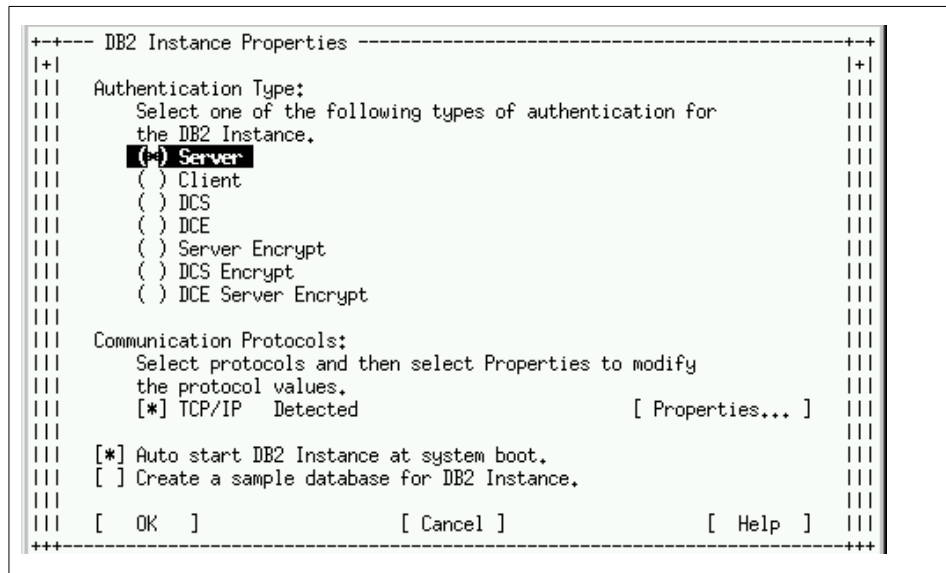 DB2 Instance Properties
Authentication Type:
Select one of the following types of authentication for
the DB2 Instance.
(*) Server
( ) Client
( ) DCS
( ) DCE
( ) Server Encrypt
( ) DCS Encrypt
( ) DCE Server Encrypt
Communication Protocols:
Select protocols and then select Properties to modify
the protocol values.
[*] TCP/IP Detected [ Properties... ]
[*] Auto start DB2 Instance at system boot.
[ ] Create a sample database for DB2 Instance.
[ OK ] [ Cancel ] [ Help ]